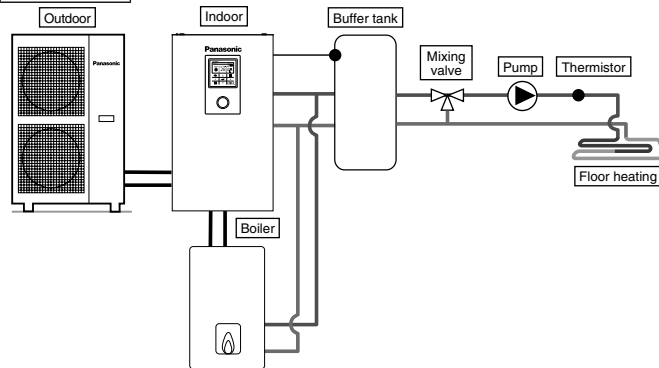 Outdoor
Indoor
Buffer tank
Panasonic
Panasonic
Mixing
valve
Pump
Thermistor
Floor heating
Boiler